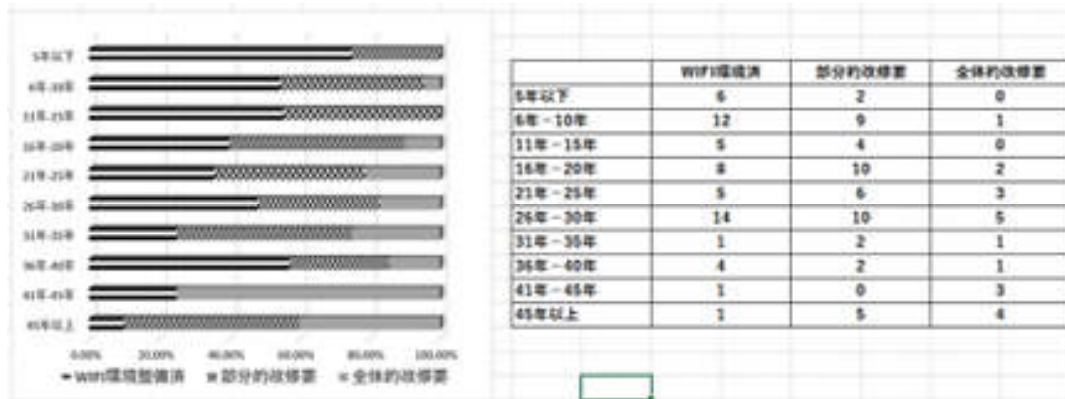 5年以下
6年-10年
11年-15年
16年-20年
21年-25年
26年-30年
31年-35年
36年-40年
41年-45年
45年以上
0.00% 20.00% 40.00% 60.00% 80.00% 100.00%
WIFI環境整備済 部分的改修要 全体的改修要
WIFI環境済 部分的改修要 全体的改修要
5年以下 6 2 0
6年-10年 12 9 1
11年-15年 5 4 0
16年-20年 8 10 2
21年-25年 5 6 3
26年-30年 14 10 5
31年-35年 1 2 1
36年-40年 4 2 1
41年-45年 1 0 3
45年以上 1 5 4